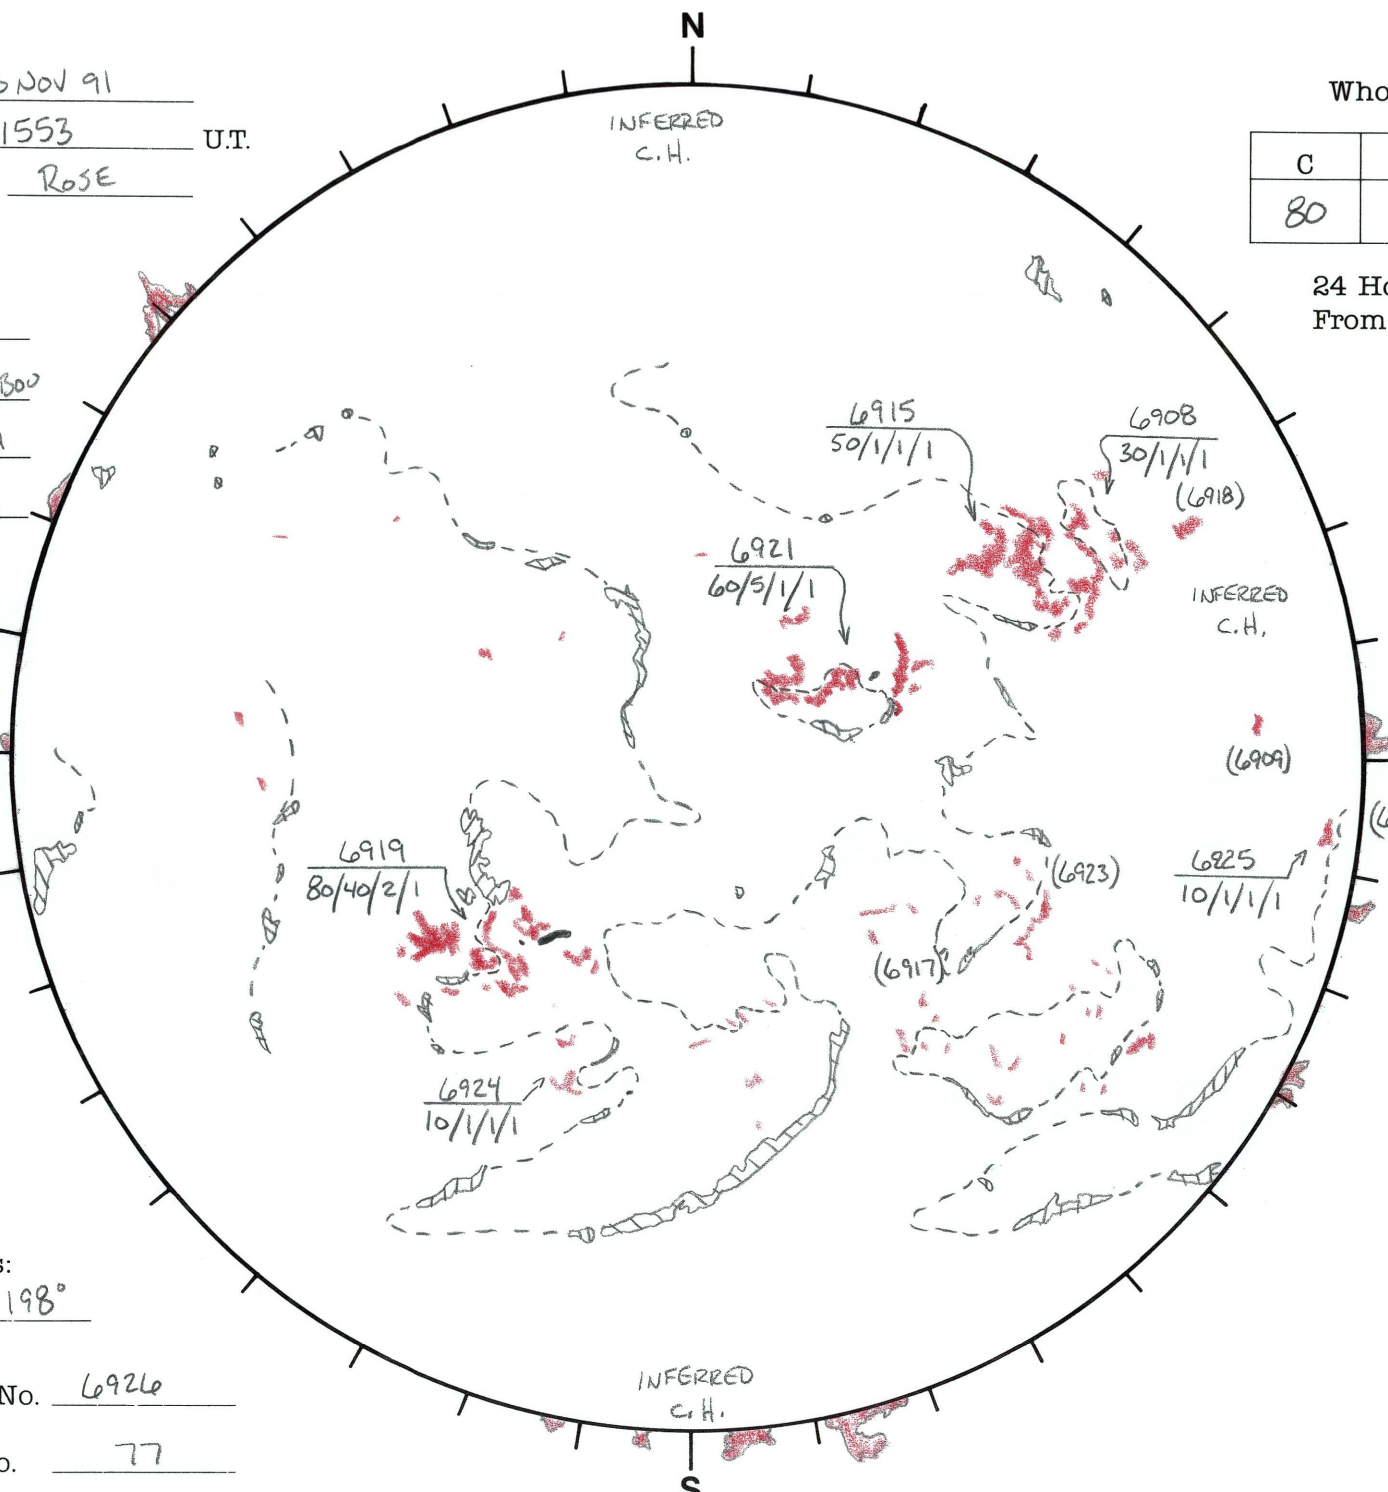 N
NOV 91
1553 U.T.
ROSE
INFERRED
C.H.
Who
C
80
24 Ho
From
6915
50/1/1/1
6908
30/1/1/1
(6918)
6921
60/5/1/1
INFERRED
C.H.
(6909)
6919
80/40/2/1
(6923)
6925
10/1/1/1
(6917)
6924
10/1/1/1
s:
198°
No. 6926
o. 77
INFERRED
C.H.
S